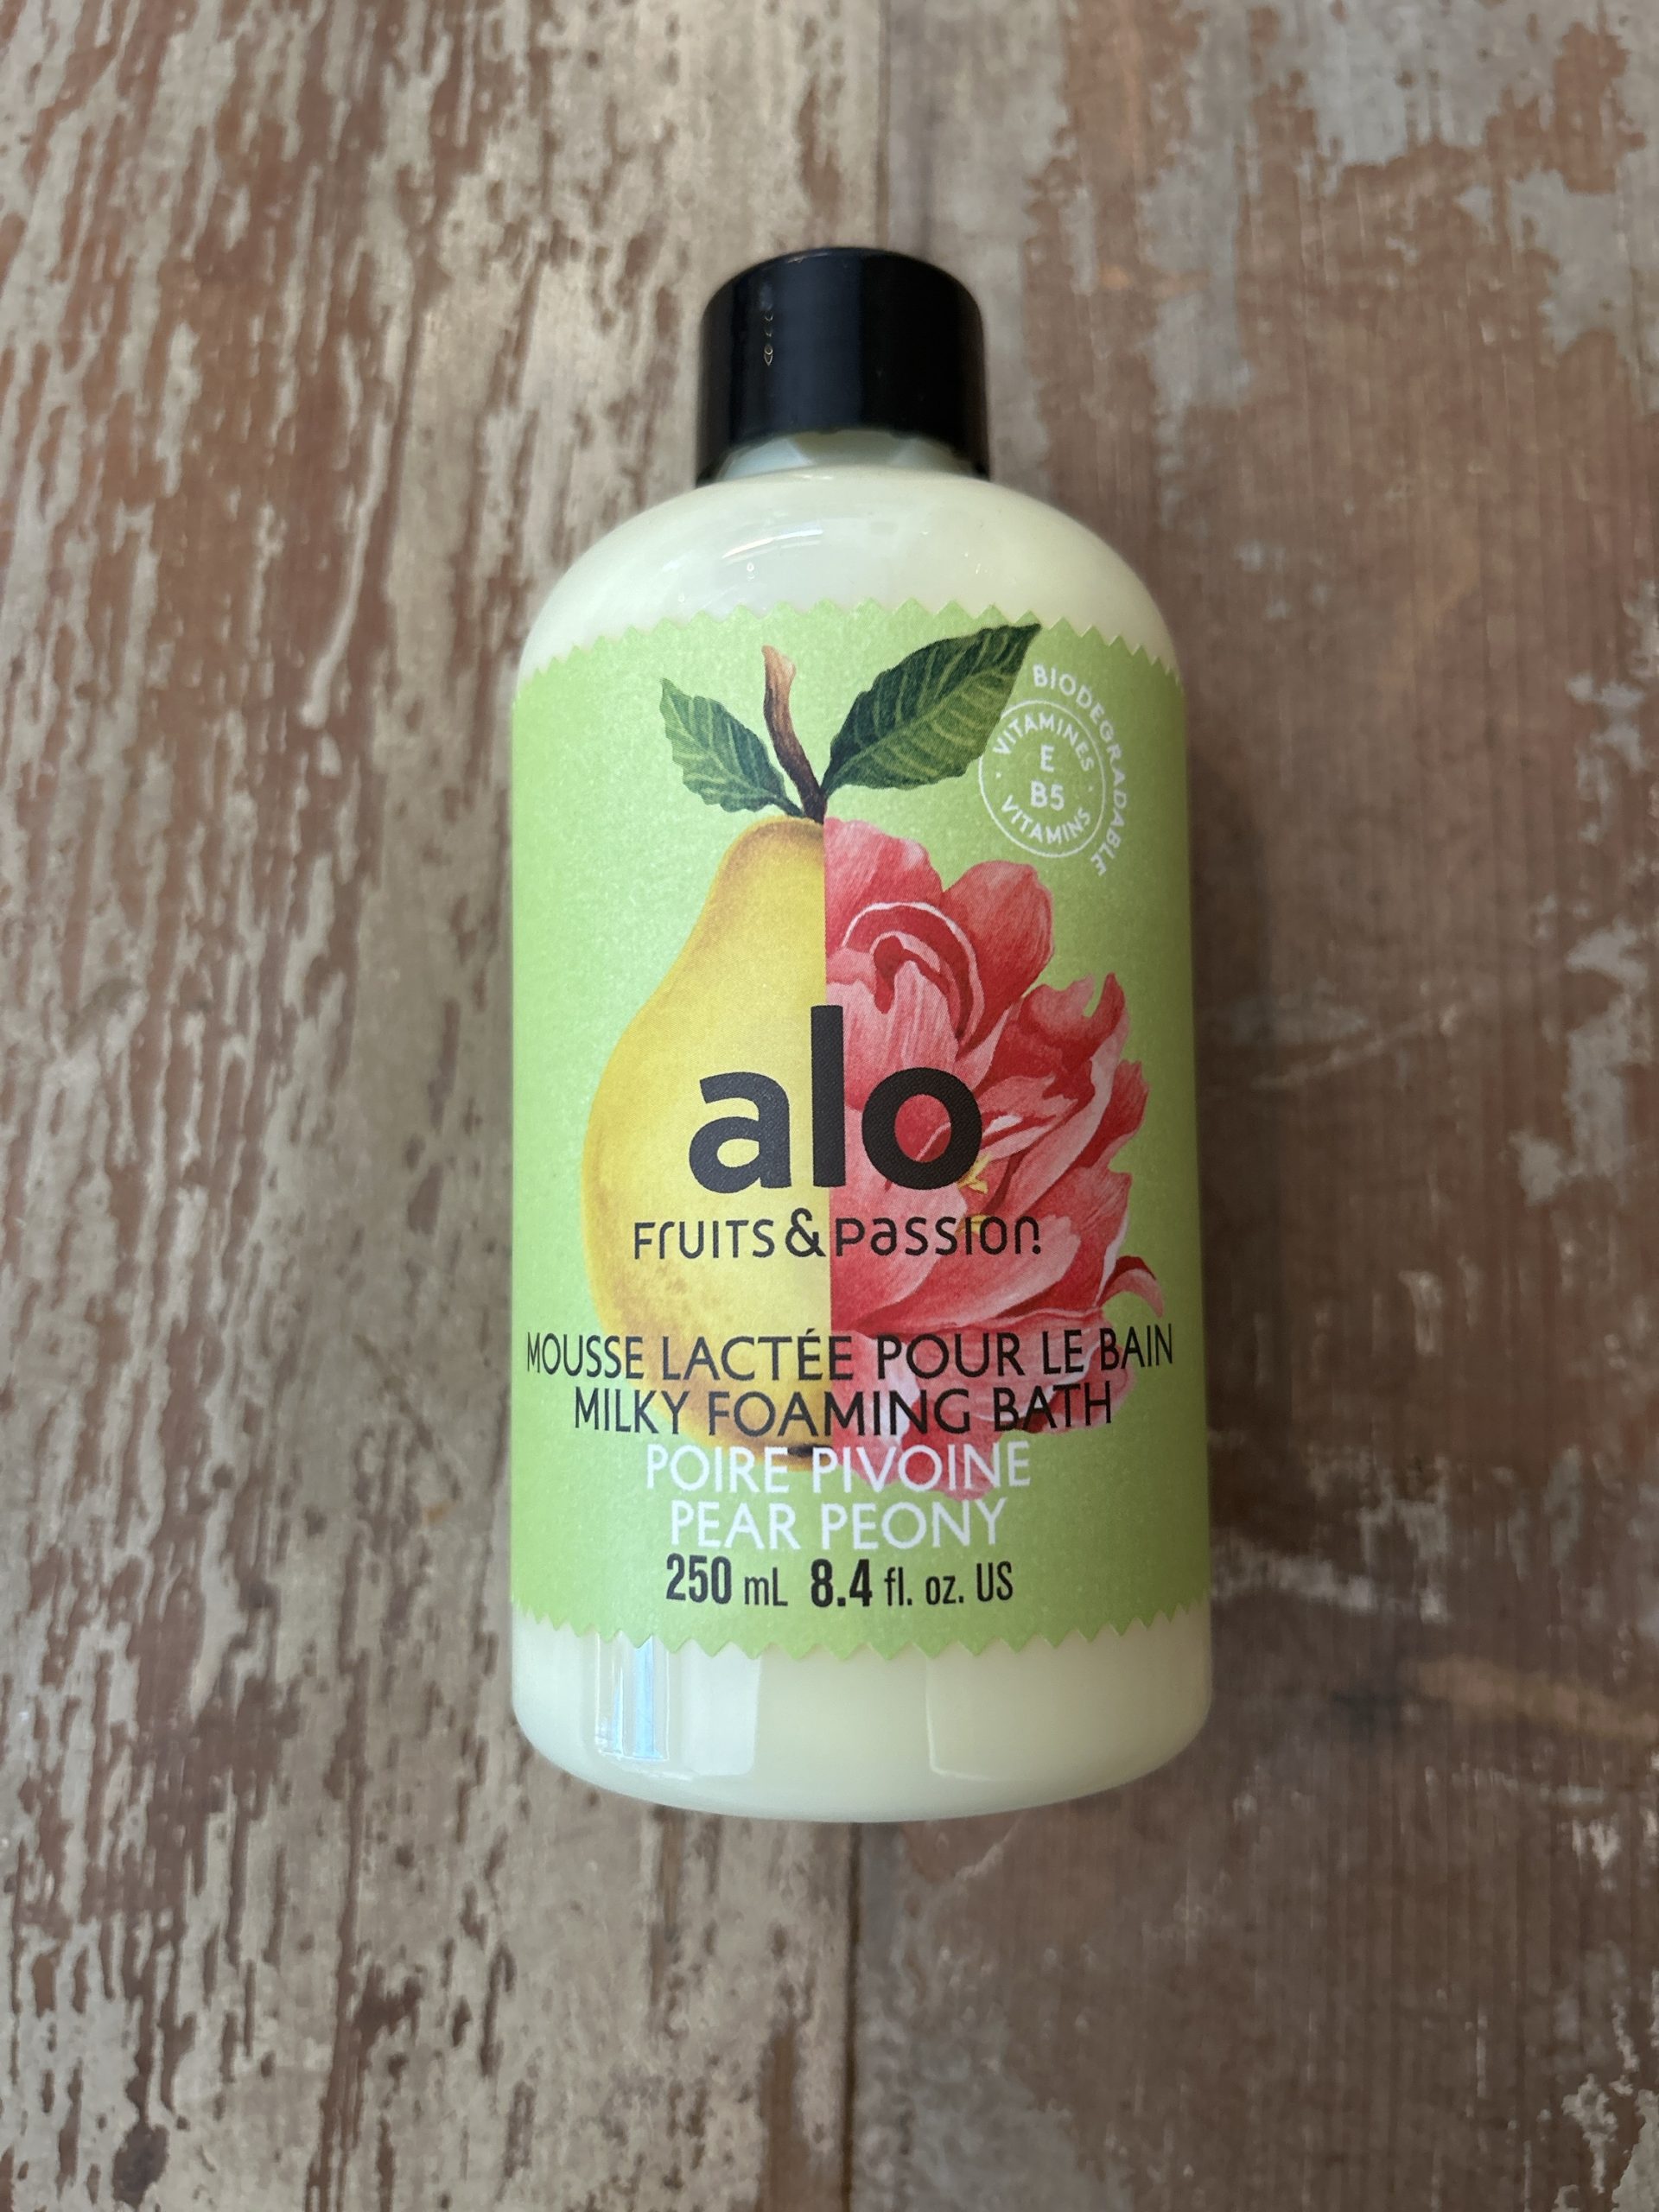 BIODEGRADABLE
VITAMINES
E
B5
VITAMINS
alo
Fruits & Passion
MOUSSE LACTÉE POUR LE BAIN
MILKY FOAMING BATH
POIRE PIVOINE
PEAR PEONY
250 mL 8.4 fl. oz. US